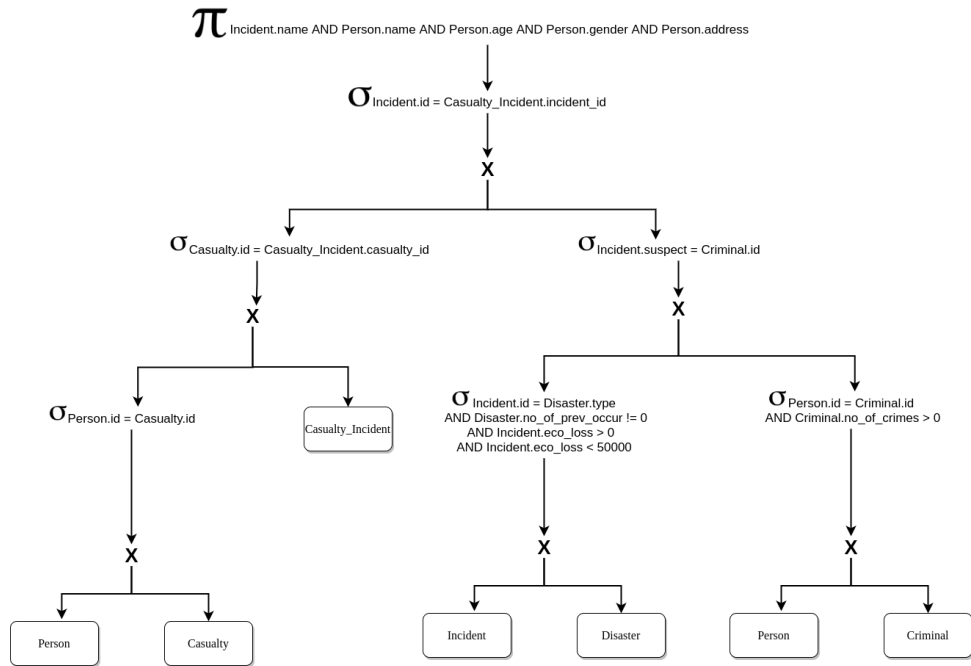 π Incident.name AND Person.name AND Person.age AND Person.gender AND Person.address
σ Incident.id = Casualty_Incident.incident_id
X
σ Casualty.id = Casualty_Incident.casualty_id
σ Incident.suspect = Criminal.id
X
X
σ Person.id = Casualty.id
Casualty_Incident
σ Incident.id = Disaster.type
AND Disaster.no_of_prev_occur != 0
AND Incident.eco_loss > 0
AND Incident.eco_loss < 50000
σ Person.id = Criminal.id
AND Criminal.no_of_crimes > 0
X
X
X
Person
Casualty
Incident
Disaster
Person
Criminal